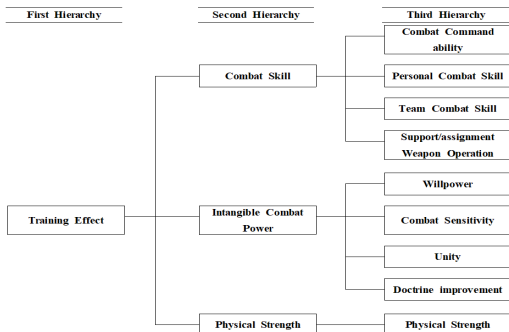 First Hierarchy
Second Hierarchy
Third Hierarchy
Combat Command
ability
Combat Skill
Personal Combat Skill
Team Combat Skill
Support/assignment
Weapon Operation
Willpower
Training Effect
Intangible Combat
Power
Combat Sensitivity
Unity
Doctrine improvement
Physical Strength
Physical Strength